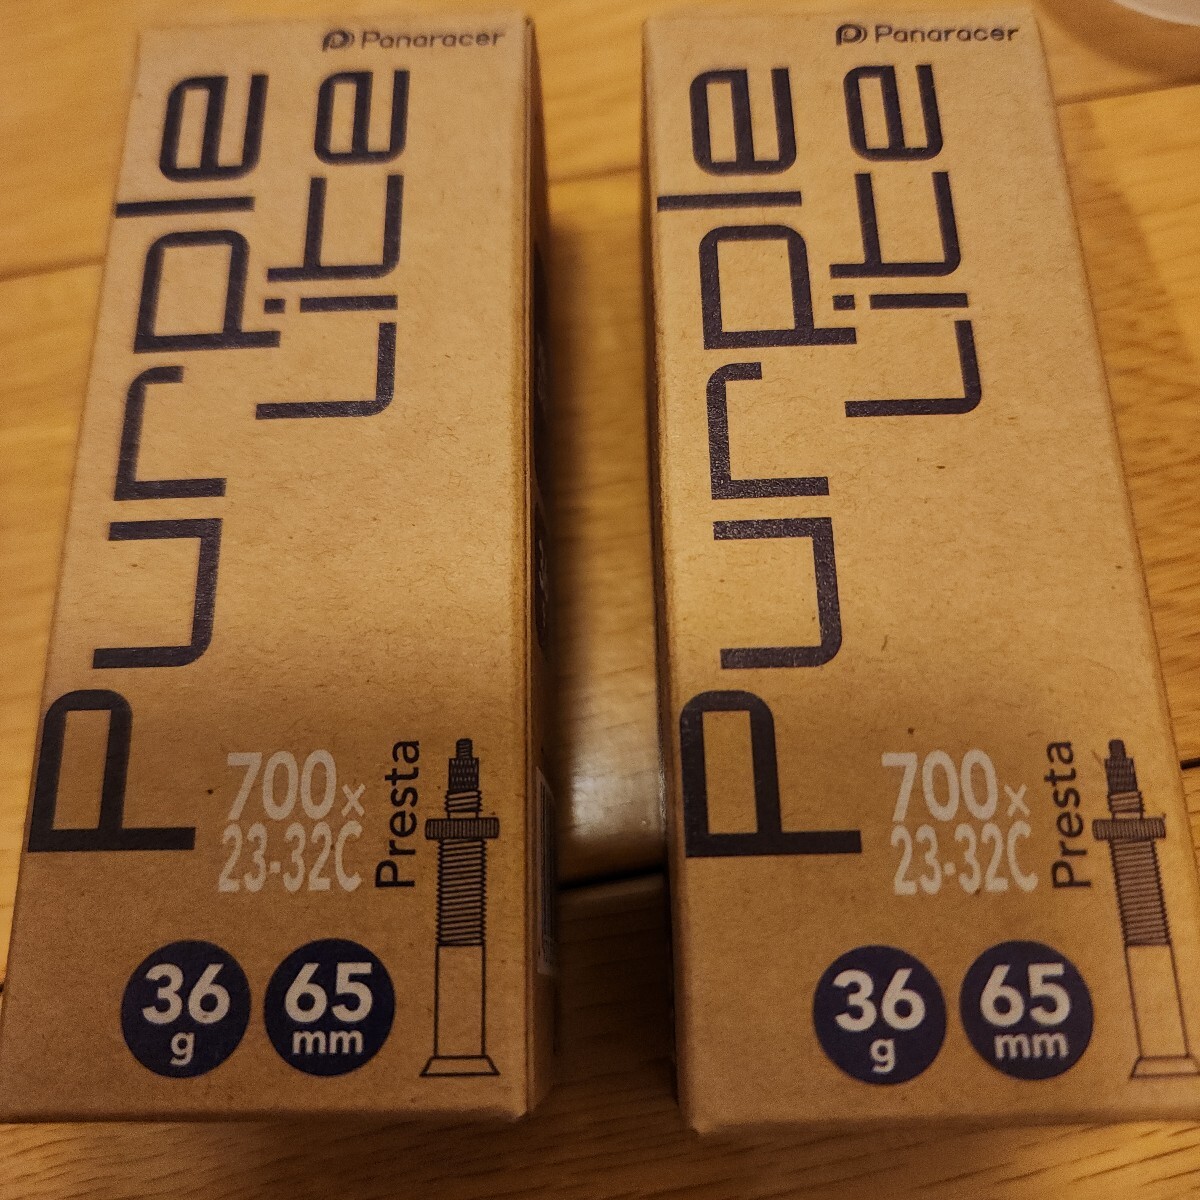 Panaracer
Purple
Lite
700×
23-32C
Presta
36
g
65
mm
Panaracer
Purple
Lite
700×
23-32C
Presta
36
g
65
mm